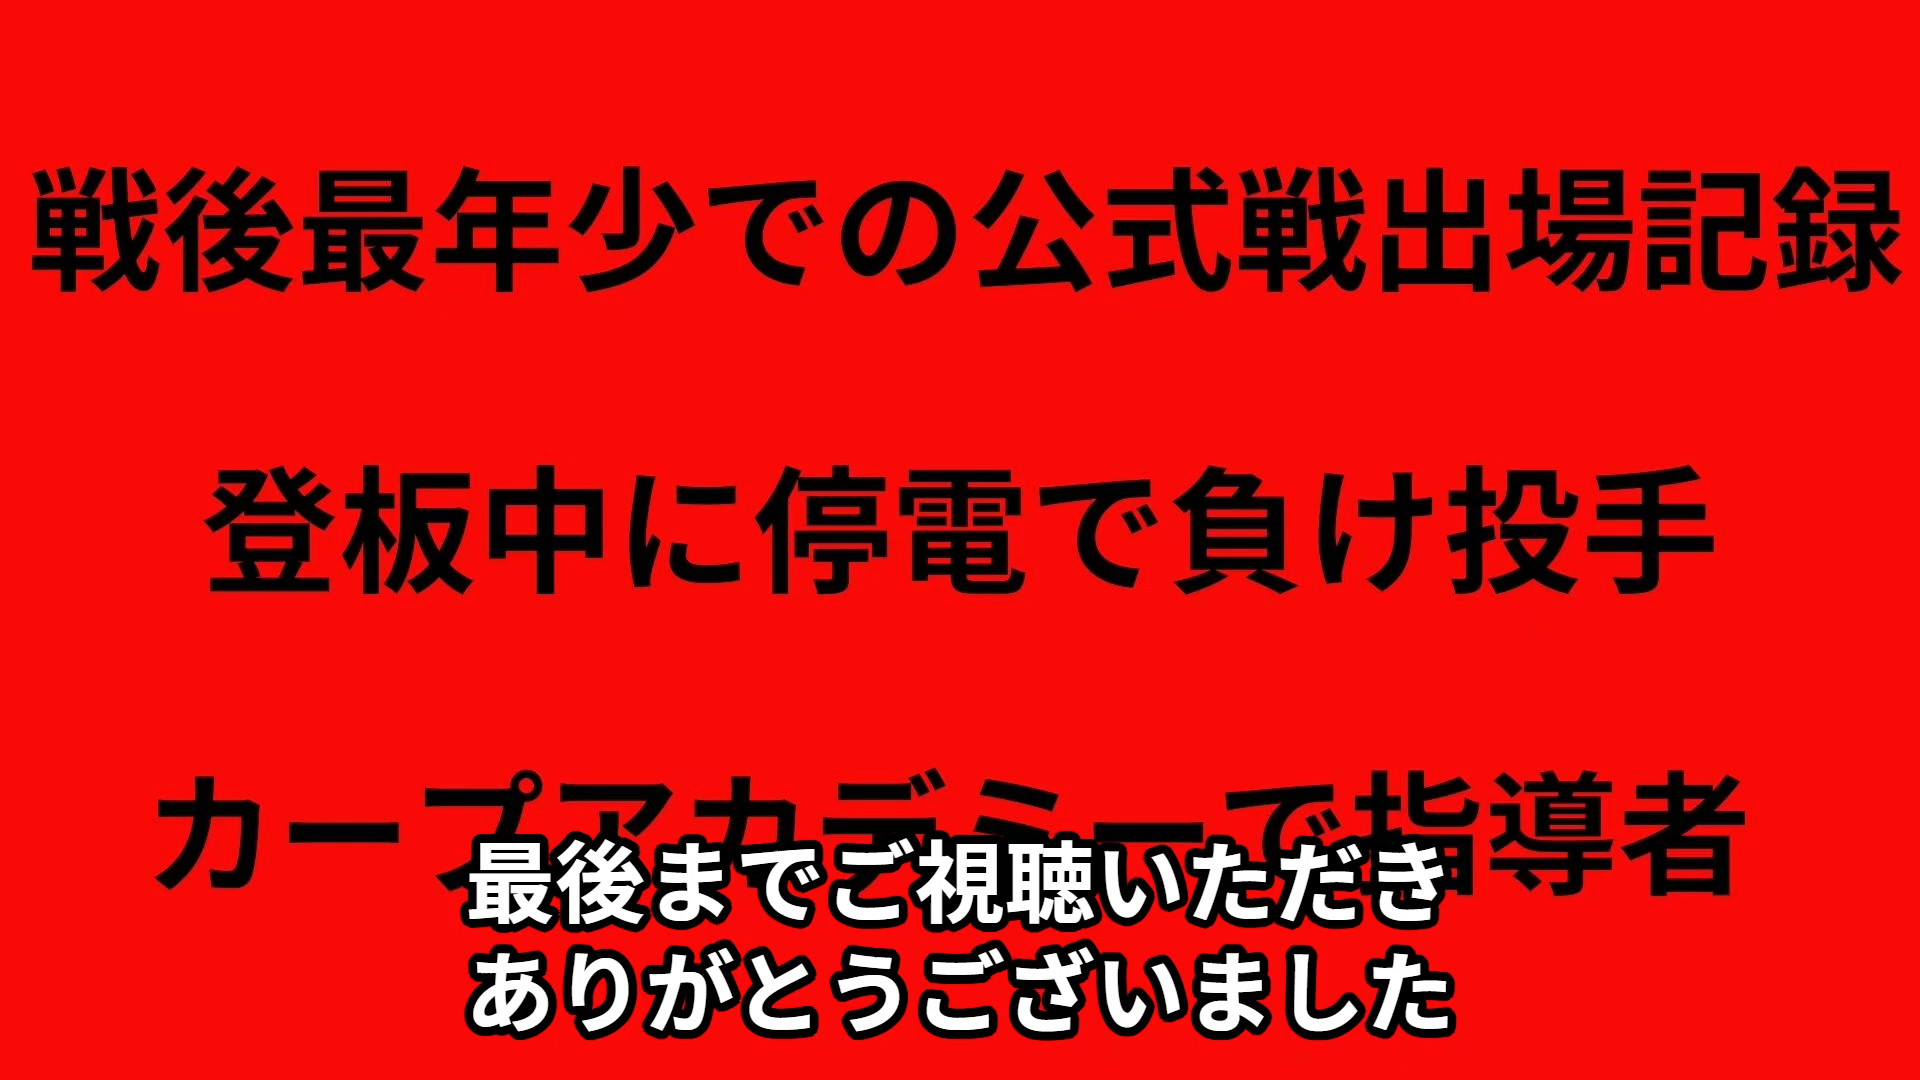 戦後最年少での公式戦出場記録
登板中に停電で負け投手
カープアカデミーで指導者
最後までご視聴いただき
ありがとうございました